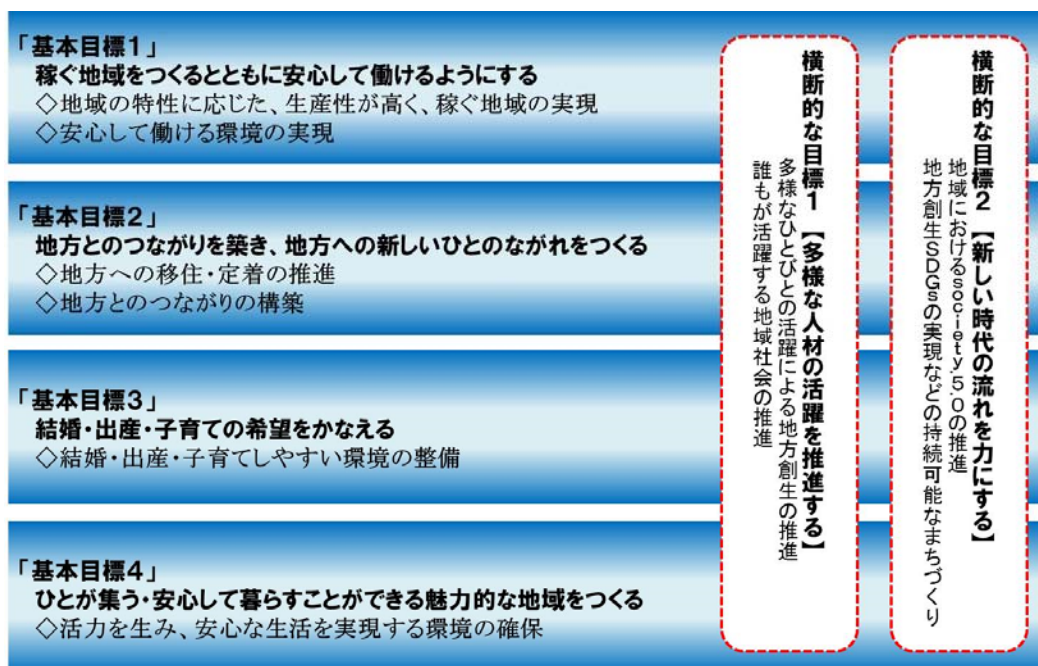 「基本目標1」
稼ぐ地域をつくるとともに安心して働けるようにする
◇地域の特性に応じた、生産性が高く、稼ぐ地域の実現
◇安心して働ける環境の実現
「基本目標2」
地方とのつながりを築き、地方への新しいひとのながれをつくる
◇地方への移住・定着の推進
◇地方とのつながりの構築
「基本目標3」
結婚・出産・子育ての希望をかなえる
◇結婚・出産・子育てしやすい環境の整備
「基本目標4」
ひとが集う・安心して暮らすことができる魅力的な地域をつくる
◇活力を生み、安心な生活を実現する環境の確保
横断的な目標1 【多様な人材の活躍を推進する】
多様なひとびとの活躍による地方創生の推進
誰もが活躍する地域社会の推進
横断的な目標2 【新しい時代の流れを力にする】
地域におけるsociety5.0の推進
地方創生SDGsの実現などの持続可能なまちづくり